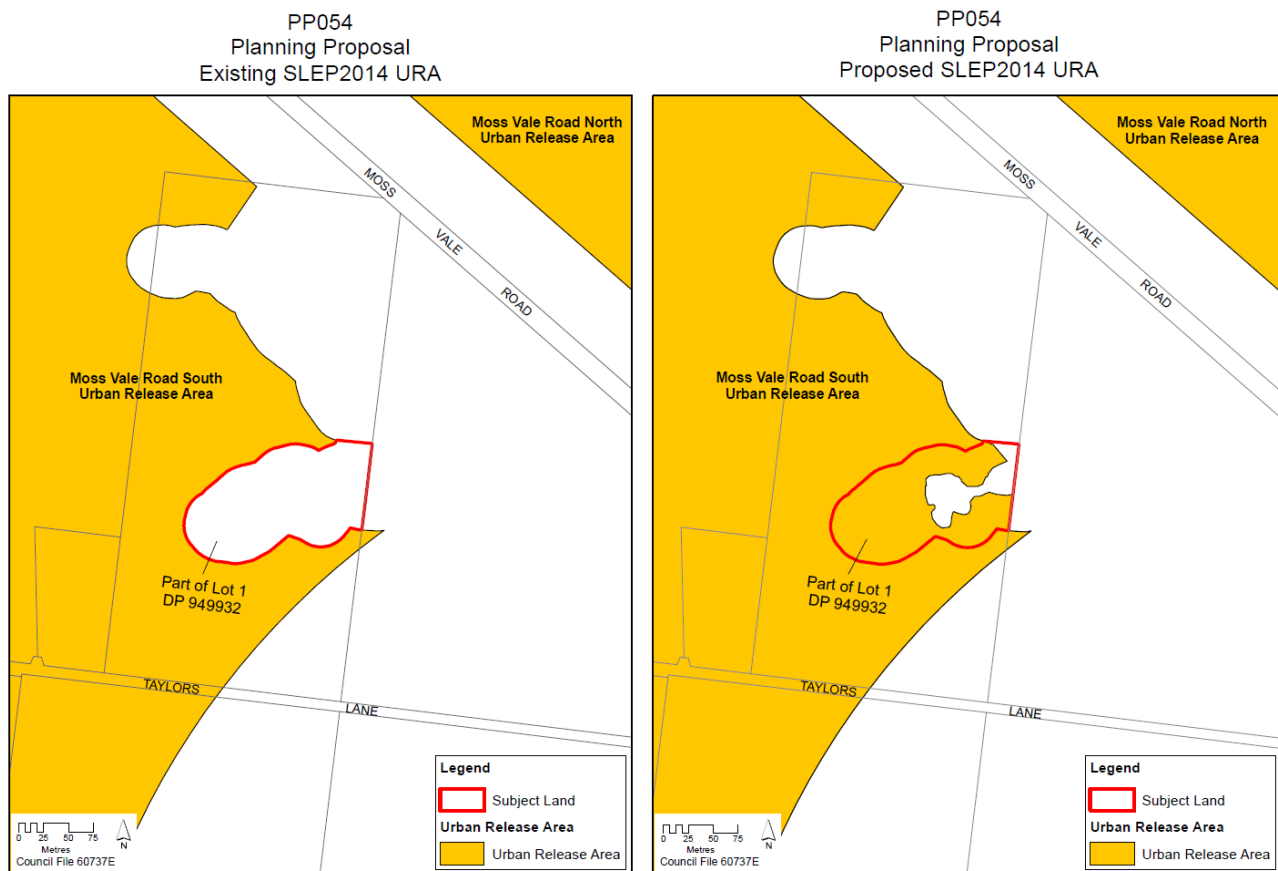 PP054
Planning Proposal
Existing SLEP2014 URA
Moss Vale Road North
Urban Release Area
MOSS
VALE
ROAD
Moss Vale Road South
Urban Release Area
Part of Lot 1
DP 949932
TAYLORS
LANE
Legend
Subject Land
Urban Release Area
Urban Release Area
0 25 50 75
Metres
N
Council File 60737E
PP054
Planning Proposal
Proposed SLEP2014 URA
Moss Vale Road North
Urban Release Area
MOSS
VALE
ROAD
Moss Vale Road South
Urban Release Area
Part of Lot 1
DP 949932
TAYLORS
LANE
Legend
Subject Land
Urban Release Area
Urban Release Area
0 25 50 75
Metres
N
Council File 60737E